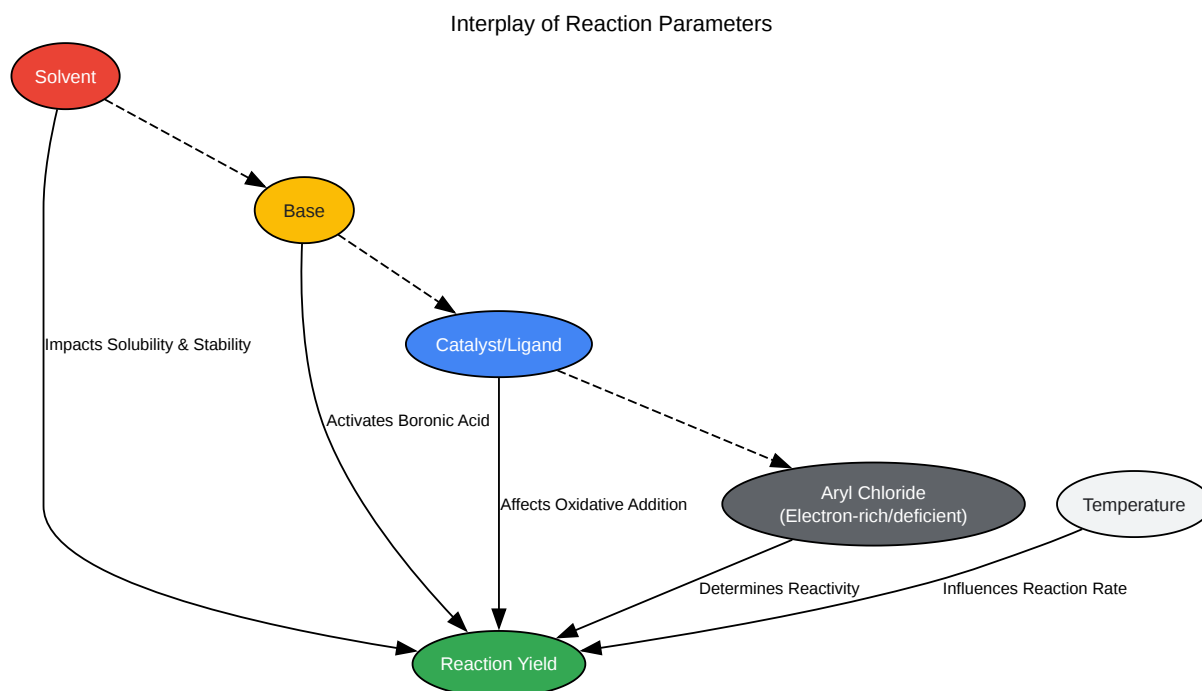 Interplay of Reaction Parameters
Solvent
Base
Impacts Solubility & Stability
Catalyst/Ligand
Activates Boronic Acid
Affects Oxidative Addition
Aryl Chloride
(Electron-rich/deficient)
Temperature
Determines Reactivity
Influences Reaction Rate
Reaction Yield